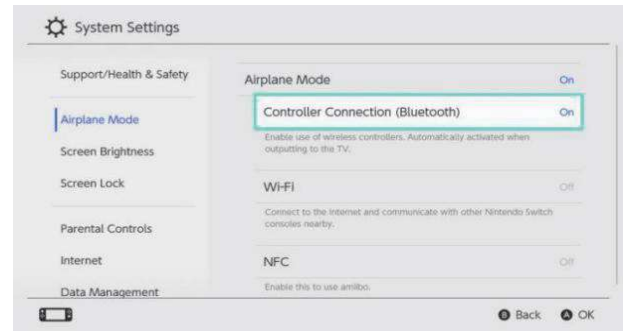 System Settings
Support/Health & Safety
Airplane Mode
Screen Brightness
Screen Lock
Parental Controls
Internet
Data Management
Airplane Mode On
Controller Connection (Bluetooth) On
Enable use of wireless controllers. Automatically activated when
outputting to the TV.
Wi-Fi Off
Connect to the Internet and communicate with other Nintendo Switch
consoles nearby.
NFC Off
Enable this to use amiibo.
B Back A OK